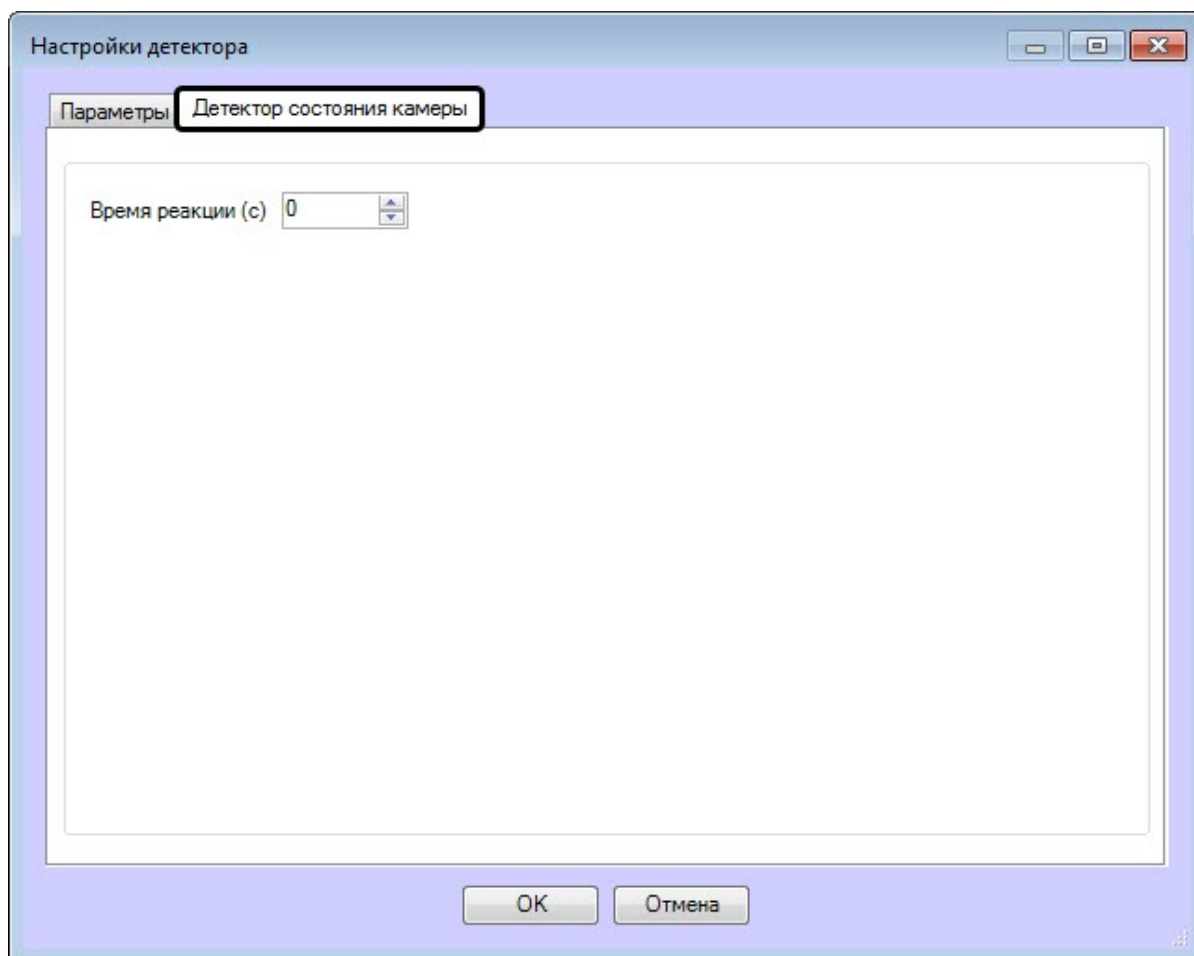 Настройки детектора
Параметры
Детектор состояния камеры
Время реакции (с) 0
OK
Отмена